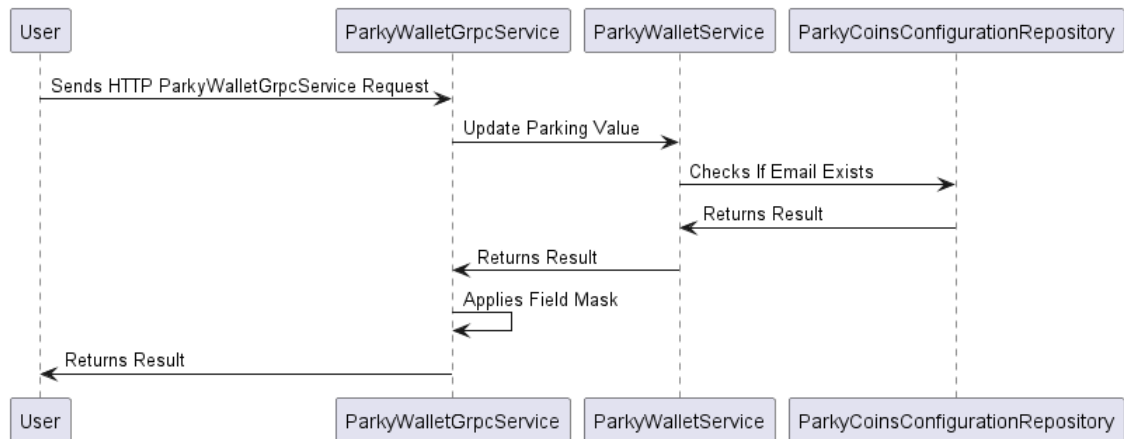 User ParkyWalletGrpcService ParkyWalletService ParkyCoinsConfigurationRepository
Sends HTTP ParkyWalletGrpcService Request
Update Parking Value
Checks If Email Exists
Returns Result
Returns Result
Applies Field Mask
Returns Result
User ParkyWalletGrpcService ParkyWalletService ParkyCoinsConfigurationRepository